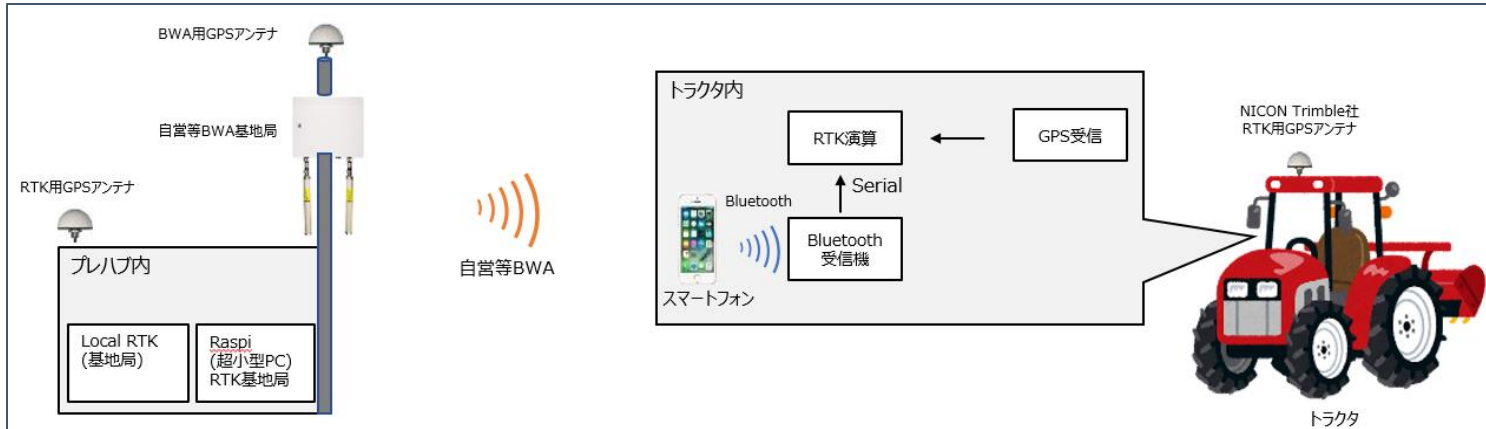 BWA用GPSアンテナ
自営等BWA基地局
RTK用GPSアンテナ
プレハブ内
Local RTK
(基地局)
Raspi
(超小型PC)
RTK基地局
自営等BWA
トラクタ内
RTK演算
GPS受信
Serial
Bluetooth
Bluetooth
受信機
スマートフォン
NICON Trimble社
RTK用GPSアンテナ
トラクタ